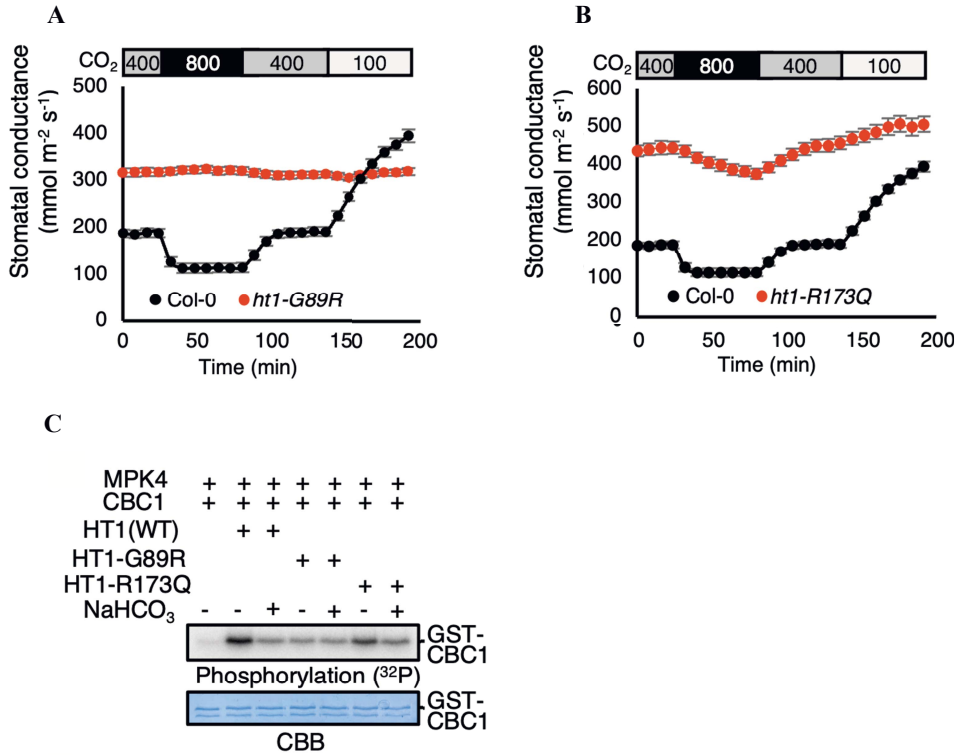 A
CO2 400 800 400 100
Stomatal conductance
(mmol m-2 s-1)
500
400
300
200
100
0
Col-0 ht1-G89R
0 50 100 150 200
Time (min)
B
CO2 400 800 400 100
Stomatal conductance
(mmol m-2 s-1)
600
500
400
300
200
100
0
Col-0 ht1-R173Q
0 50 100 150 200
Time (min)
C
MPK4 + + + + + + +
CBC1 + + + + + + +
HT1(WT) + +
HT1-G89R + +
HT1-R173Q + +
NaHCO3 - - + - + - +
GST-
CBC1
Phosphorylation (32P)
GST-
CBC1
CBB